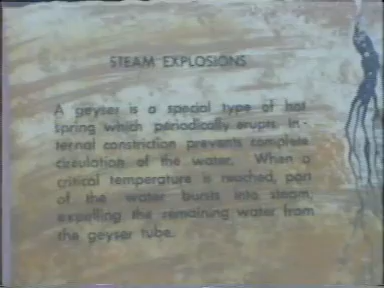 STEAM EXPLOSIONS
A geyser is a special type of hot
spring which periodically erupts. In-
ternal constriction prevents complete
circulation of the water. When a
critical temperature is reached, part
of the water bursts into steam,
expelling the remaining water from
the geyser tube.